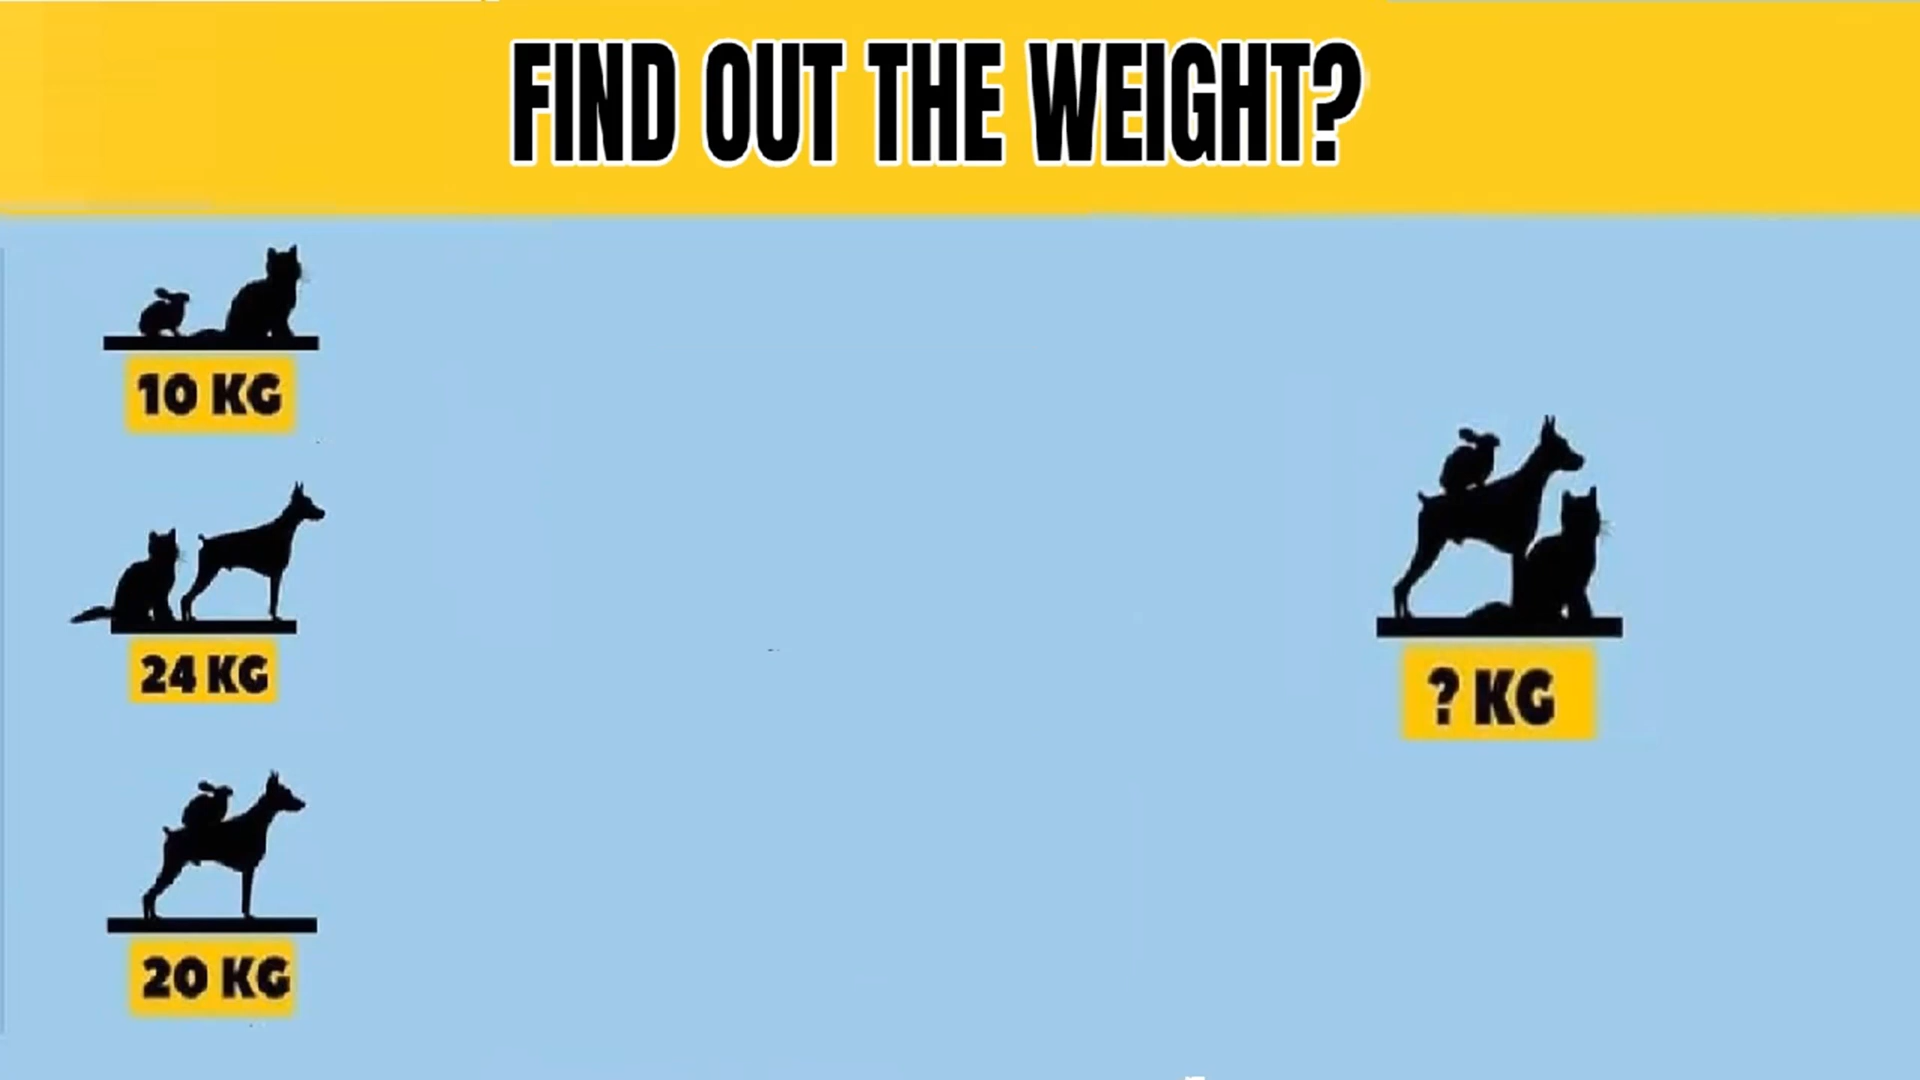 FIND OUT THE WEIGHT?
10 KG
24 KG
20 KG
? KG